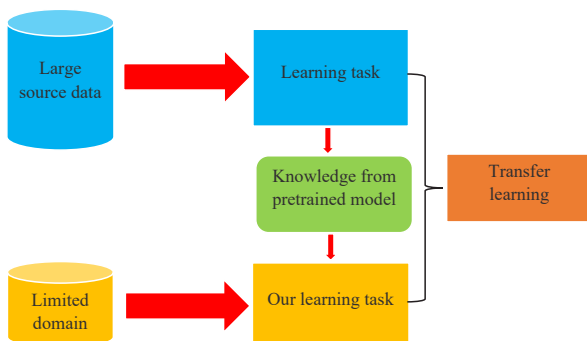 Large
source data
Learning task
Knowledge from
pretrained model
Transfer
learning
Limited
domain
Our learning task